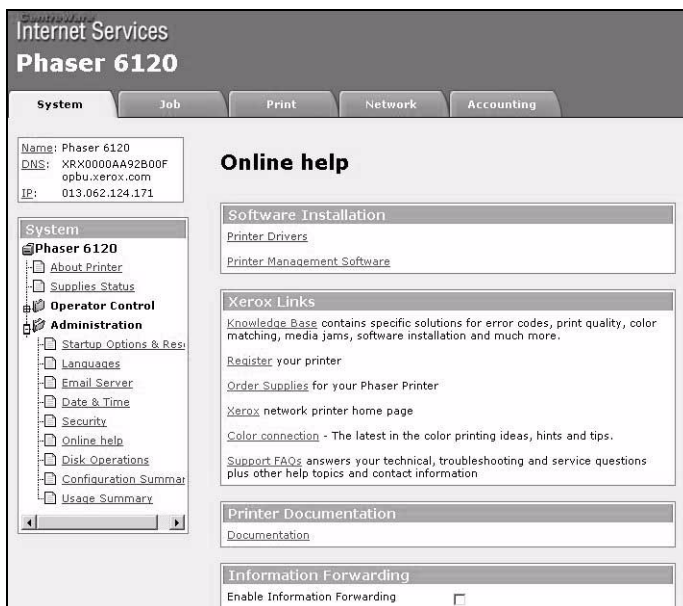 CentreWare
Internet Services
Phaser 6120
System
Job
Print
Network
Accounting
Name: Phaser 6120
DNS: XRX0000AA92B00F
opbu.xerox.com
IP: 013.062.124.171
System
Phaser 6120
About Printer
Supplies Status
Operator Control
Administration
Startup Options & Res
Languages
Email Server
Date & Time
Security
Online help
Disk Operations
Configuration Summar
Usage Summary
Online help
Software Installation
Printer Drivers
Printer Management Software
Xerox Links
Knowledge Base contains specific solutions for error codes, print quality, color
matching, media jams, software installation and much more.
Register your printer
Order Supplies for your Phaser Printer
Xerox network printer home page
Color connection - The latest in the color printing ideas, hints and tips.
Support FAQs answers your technical, troubleshooting and service questions
plus other help topics and contact information
Printer Documentation
Documentation
Information Forwarding
Enable Information Forwarding